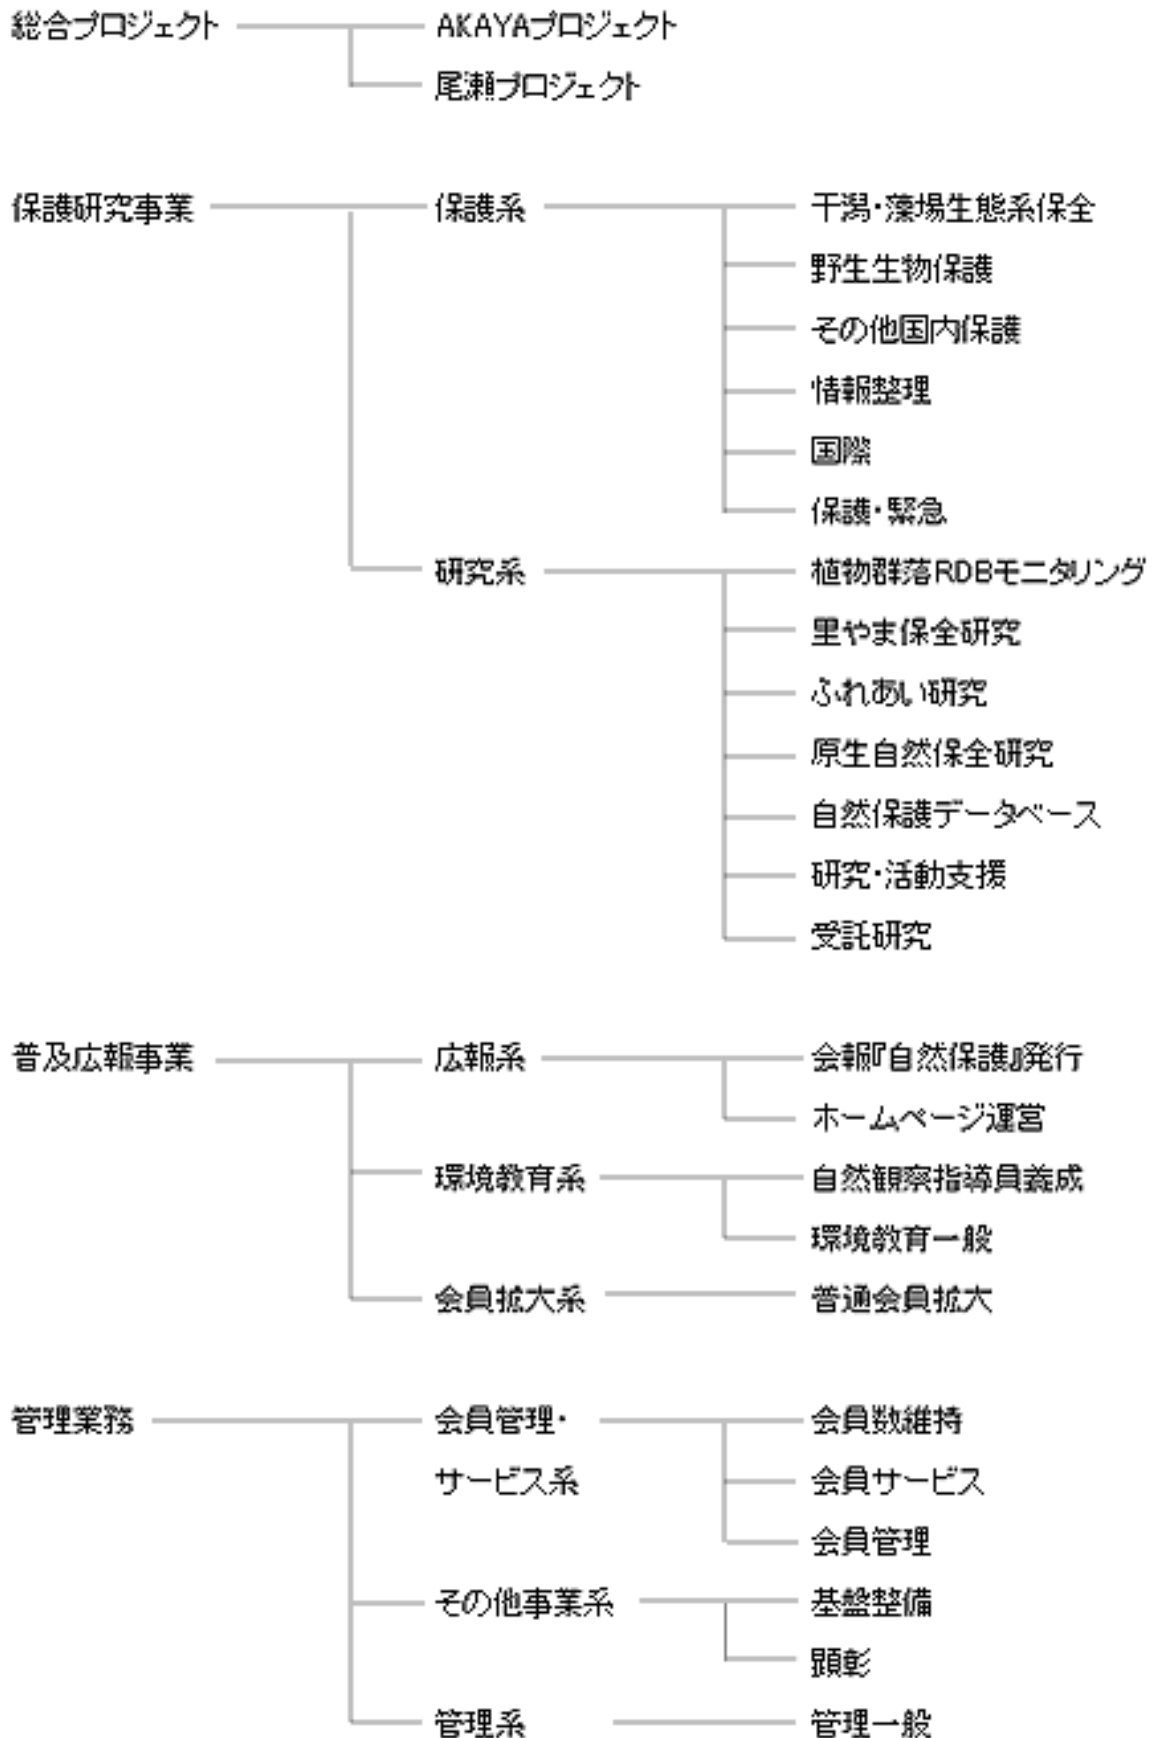 総合プロジェクト
AKAYAプロジェクト
尾瀬プロジェクト
保護研究事業
保護系
干潟・藻場生態系保全
野生生物保護
その他国内保護
情報整理
国際
保護・緊急
研究系
植物群落RDBモニタリング
里やま保全研究
ふれあい研究
原生自然保全研究
自然保護データベース
研究・活動支援
受託研究
普及広報事業
広報系
会報『自然保護』発行
ホームページ運営
環境教育系
自然観察指導員養成
環境教育一般
会員拡大系
普通会員拡大
管理業務
会員管理・
サービス系
会員数維持
会員サービス
会員管理
その他事業系
基盤整備
顕彰
管理系
管理一般